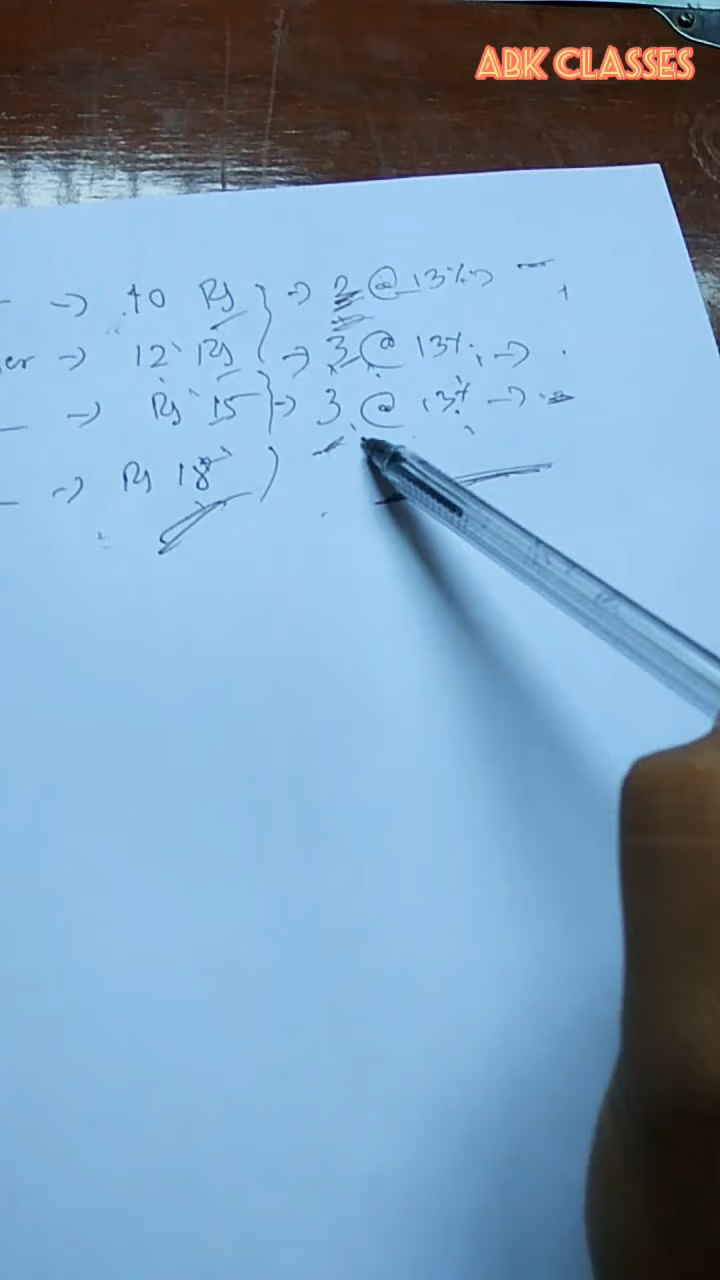 ABK CLASSES
→ 10 Rs } → 2 @ 13% →
er → 12 Rs → 3 @ 13% →
→ Rs 15 } → 3 @ 13% →
→ Rs 18 )